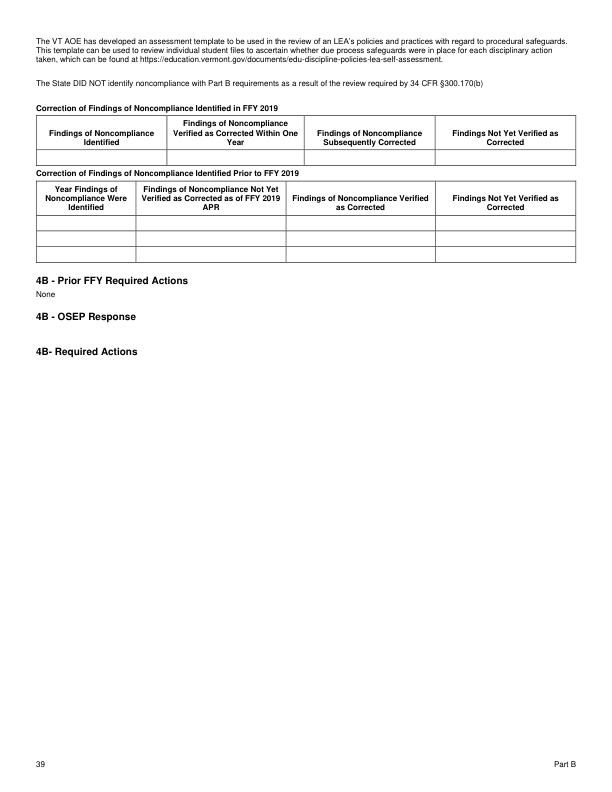 The VT AOE has developed an assessment template to be used in the review of an LEA's policies and practices with regard to procedural safeguards.
This template can be used to review individual student files to ascertain whether due process safeguards were in place for each disciplinary action
taken, which can be found at https://education.vermont.gov/documents/edu-discipline-policies-lea-self-assessment.
The State DID NOT identify noncompliance with Part B requirements as a result of the review required by 34 CFR §300.170(b)
Correction of Findings of Noncompliance Identified in FFY 2019
Findings of Noncompliance
Identified
Findings of Noncompliance
Verified as Corrected Within One
Year
Findings of Noncompliance
Subsequently Corrected
Findings Not Yet Verified as
Corrected
Correction of Findings of Noncompliance Identified Prior to FFY 2019
Year Findings of
Noncompliance Were
Identified
Findings of Noncompliance Not Yet
Verified as Corrected as of FFY 2019
APR
Findings of Noncompliance Verified
as Corrected
Findings Not Yet Verified as
Corrected
4B - Prior FFY Required Actions
None
4B - OSEP Response
4B- Required Actions
39
Part B